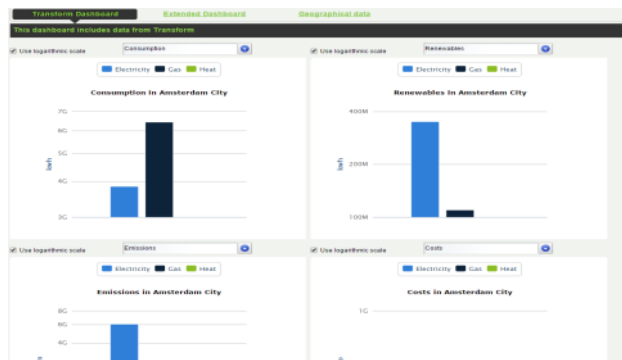 Transform Dashboard Extended Dashboard Geographical data
This dashboard includes data from Transform
Use logarithmic scale Consumption
Electricity Gas Heat
Consumption in Amsterdam City
7G
6G
5G
4G
3G
kwh
Use logarithmic scale Renewables
Electricity Gas Heat
Renewables in Amsterdam City
400M
200M
100M
kwh
Use logarithmic scale Emissions
Electricity Gas Heat
Emissions in Amsterdam City
8G
6G
4G
Use logarithmic scale Costs
Electricity Gas Heat
Costs in Amsterdam City
1G